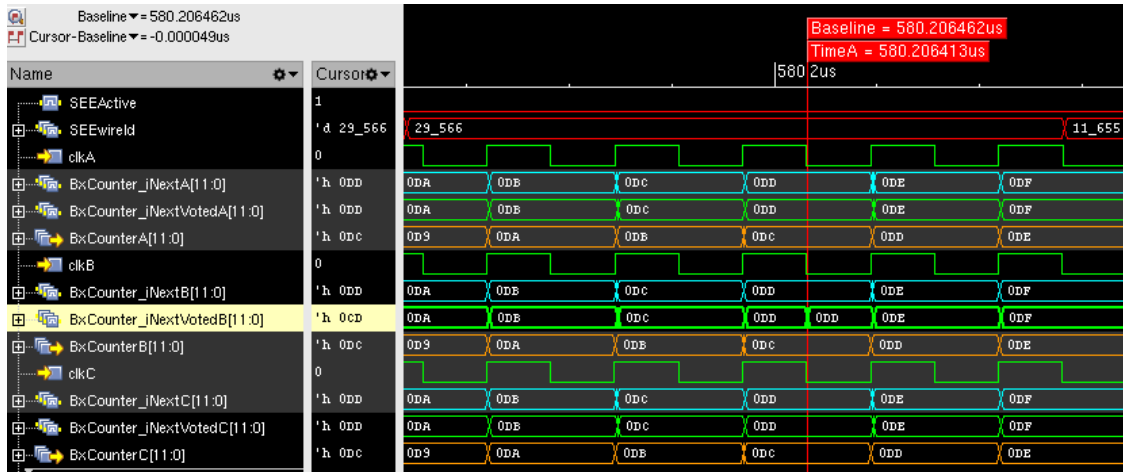 Baseline▼= 580.206462us
Cursor-Baseline▼= -0.000049us
Baseline = 580.206462us
TimeA = 580.206413us
580.2us
Name
Cursor
SEEActive 1
SEEwireId 'd 29_566 29_566 11_655
clkA 0
BxCounter_iNextA[11:0] 'h 0DD 0DA 0DB 0DC 0DD 0DE 0DF
BxCounter_iNextVotedA[11:0] 'h 0DD 0DA 0DB 0DC 0DD 0DE 0DF
BxCounterA[11:0] 'h 0DC 0D9 0DA 0DB 0DC 0DD 0DE
clkB 0
BxCounter_iNextB[11:0] 'h 0DD 0DA 0DB 0DC 0DD 0DE 0DF
BxCounter_iNextVotedB[11:0] 'h 0CD 0DA 0DB 0DC 0DD 0DD 0DE 0DF
BxCounterB[11:0] 'h 0DC 0D9 0DA 0DB 0DC 0DD 0DE
clkC 0
BxCounter_iNextC[11:0] 'h 0DD 0DA 0DB 0DC 0DD 0DE 0DF
BxCounter_iNextVotedC[11:0] 'h 0DD 0DA 0DB 0DC 0DD 0DE 0DF
BxCounterC[11:0] 'h 0DC 0D9 0DA 0DB 0DC 0DD 0DE